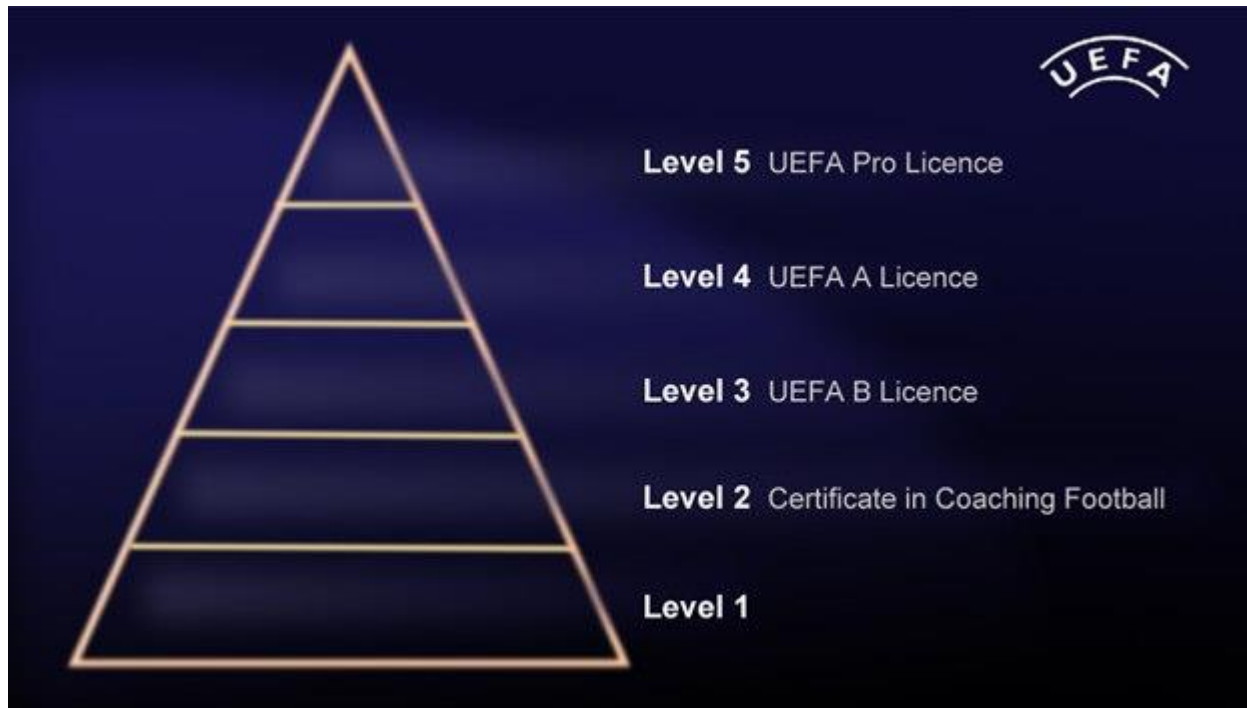 UEFA
Level 5 UEFA Pro Licence
Level 4 UEFA A Licence
Level 3 UEFA B Licence
Level 2 Certificate in Coaching Football
Level 1